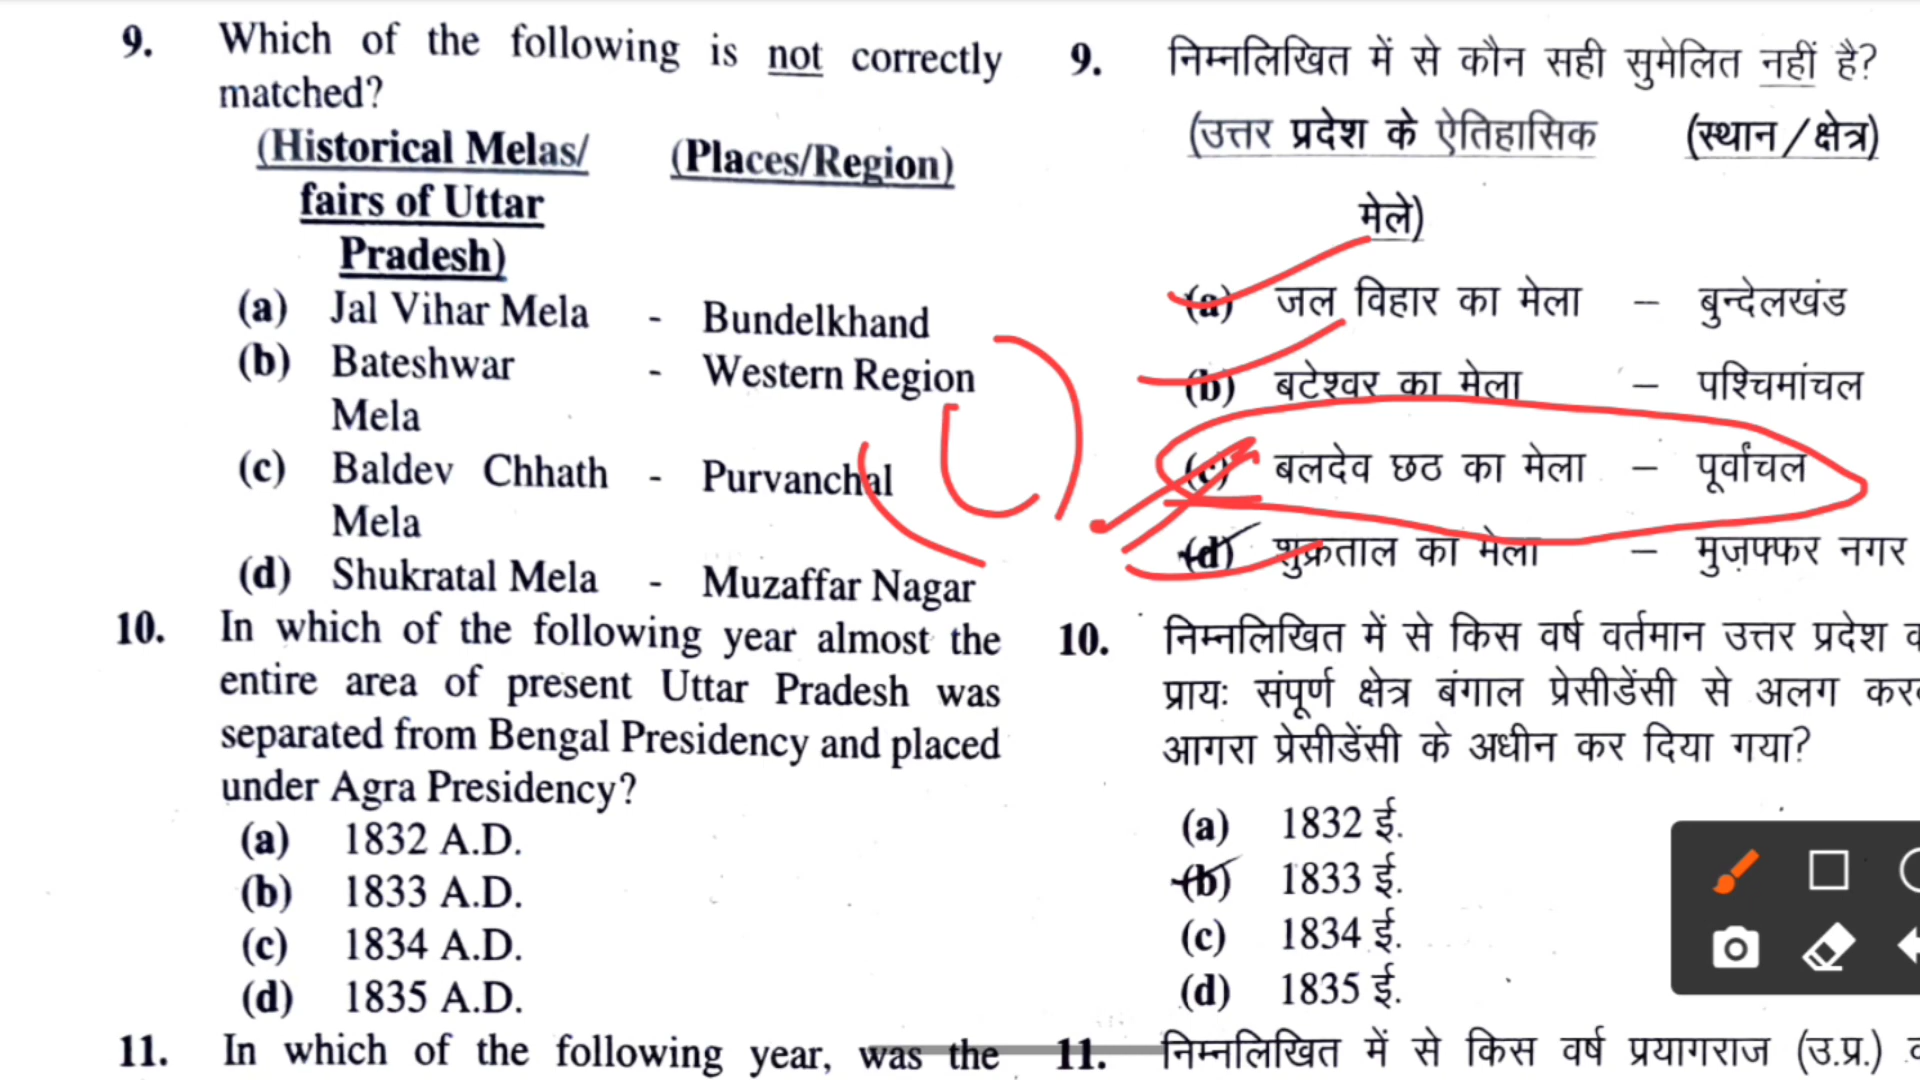 9. Which of the following is not correctly
matched?
(Historical Melas/ (Places/Region)
fairs of Uttar
Pradesh)
(a) Jal Vihar Mela - Bundelkhand
(b) Bateshwar - Western Region
Mela
(c) Baldev Chhath - Purvanchal
Mela
(d) Shukratal Mela - Muzaffar Nagar
10. In which of the following year almost the
entire area of present Uttar Pradesh was
separated from Bengal Presidency and placed
under Agra Presidency?
(a) 1832 A.D.
(b) 1833 A.D.
(c) 1834 A.D.
(d) 1835 A.D.
11. In which of the following year, was the
9. निम्नलिखित में से कौन सही सुमेलित नहीं है?
(उत्तर प्रदेश के ऐतिहासिक (स्थान/क्षेत्र)
मेले)
(a) जल विहार का मेला – बुन्देलखंड
(b) बटेश्वर का मेला – पश्चिमांचल
(c) बलदेव छठ का मेला – पूर्वांचल
(d) शुक्रताल का मेला – मुज़फ्फर नगर
10. निम्नलिखित में से किस वर्ष वर्तमान उत्तर प्रदेश
प्रायः संपूर्ण क्षेत्र बंगाल प्रेसीडेंसी से अलग
आगरा प्रेसीडेंसी के अधीन कर दिया गया?
(a) 1832 ई.
(b) 1833 ई.
(c) 1834 ई.
(d) 1835 ई.
11. निम्नलिखित में से किस वर्ष प्रयागराज (उ.प्र.)